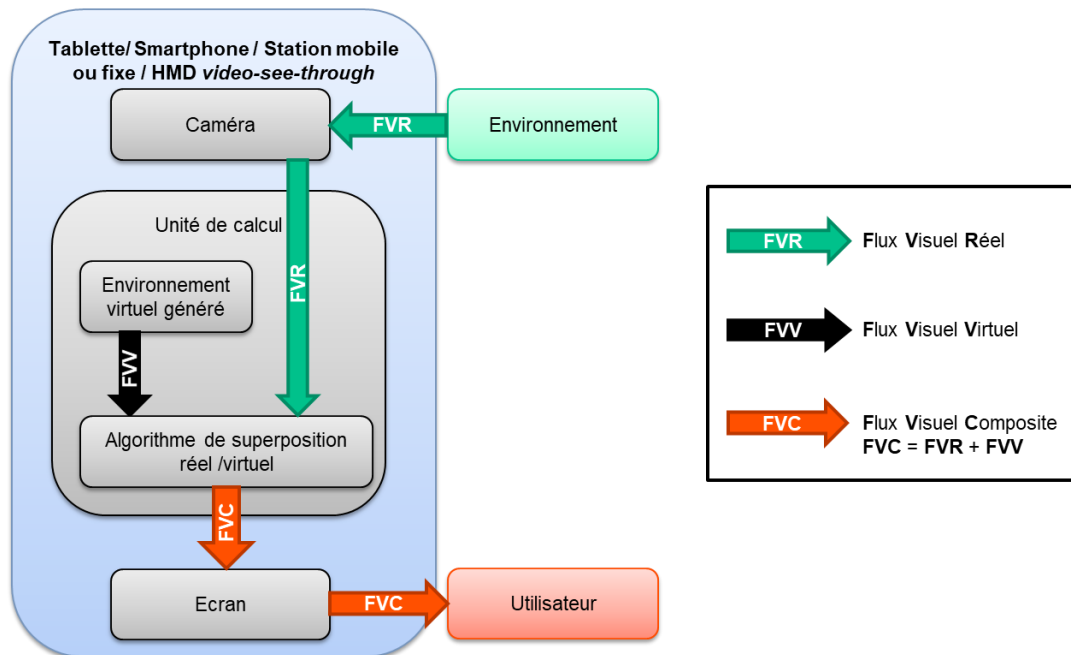 Tablette/ Smartphone / Station mobile
ou fixe / HMD video-see-through
Caméra
FVR
Environnement
Unité de calcul
FVR
Environnement
virtuel généré
FVV
Algorithme de superposition
réel /virtuel
FVC
Ecran
FVC
Utilisateur
FVR
Flux Visuel Réel
FVV
Flux Visuel Virtuel
FVC
Flux Visuel Composite
FVC = FVR + FVV